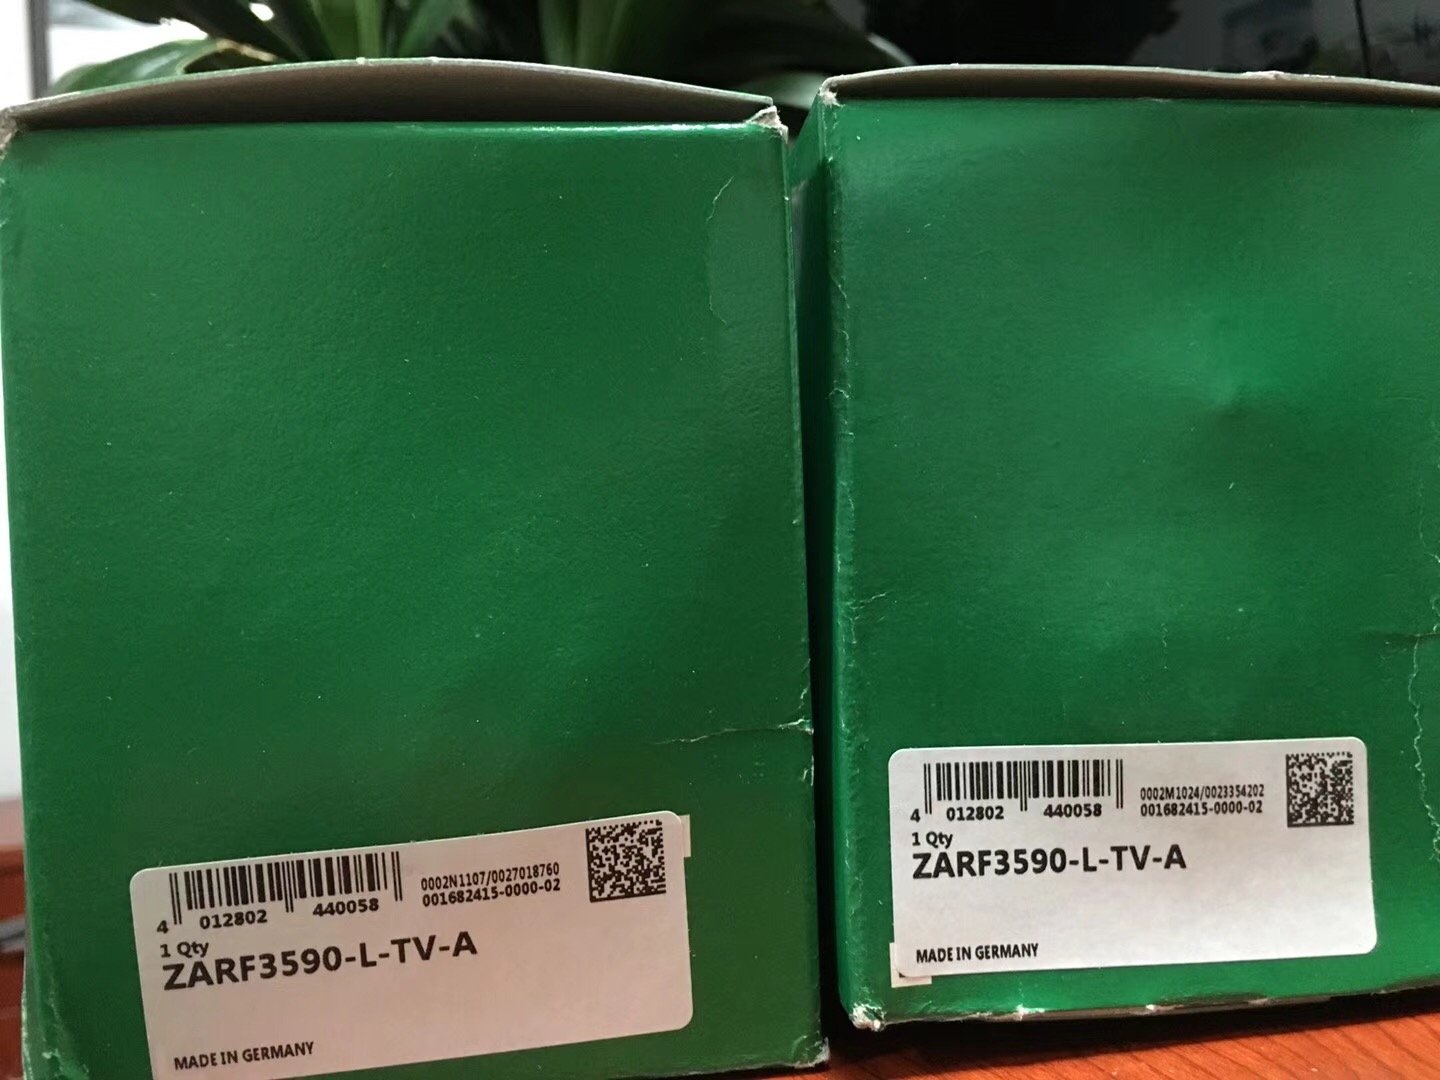 4 012802 440058
0002N1107/0027018760
001682415-0000-02
1 Qty
ZARF3590-L-TV-A
MADE IN GERMANY
4 012802 440058
0002M1024/0023354202
001682415-0000-02
1 Qty
ZARF3590-L-TV-A
MADE IN GERMANY